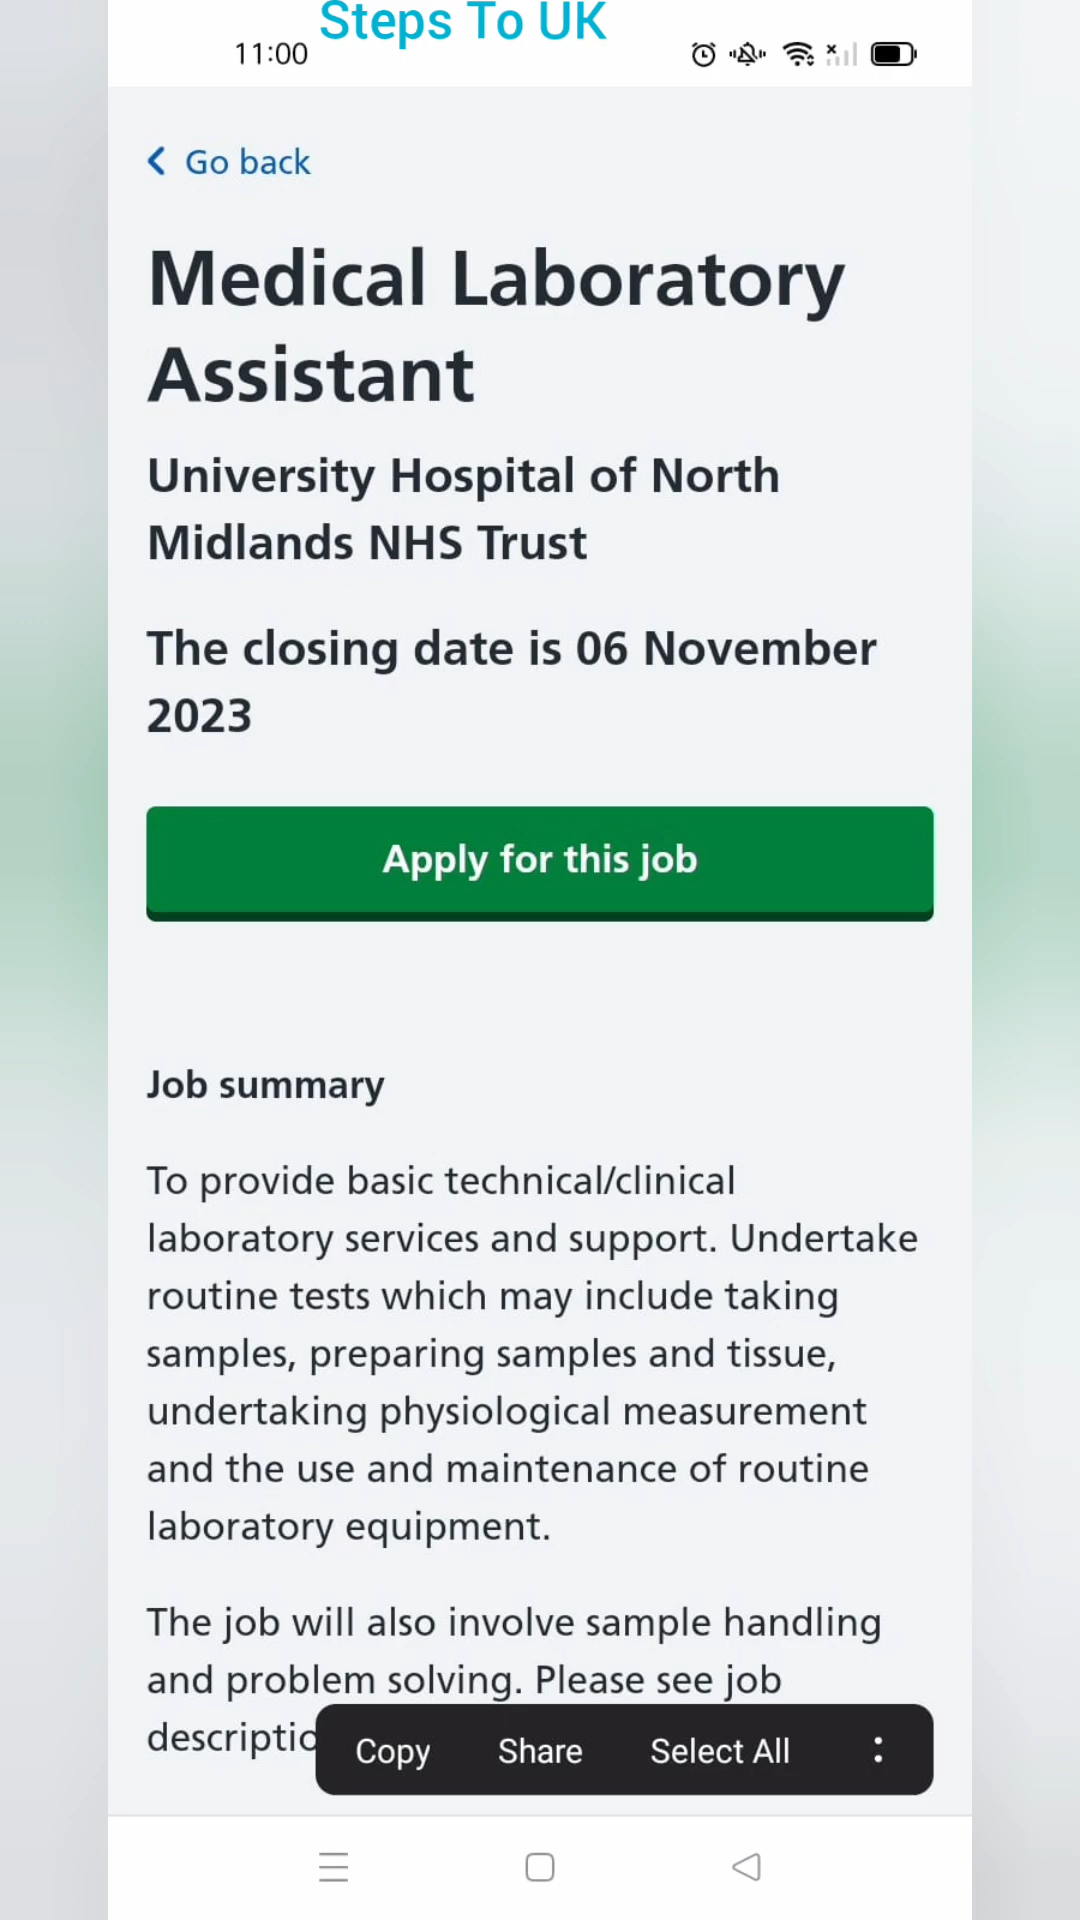 Steps To UK
11:00
Go back
Medical Laboratory
Assistant
University Hospital of North
Midlands NHS Trust
The closing date is 06 November
2023
Apply for this job
Job summary
To provide basic technical/clinical
laboratory services and support. Undertake
routine tests which may include taking
samples, preparing samples and tissue,
undertaking physiological measurement
and the use and maintenance of routine
laboratory equipment.
The job will also involve sample handling
and problem solving. Please see job
descriptio
Copy Share Select All